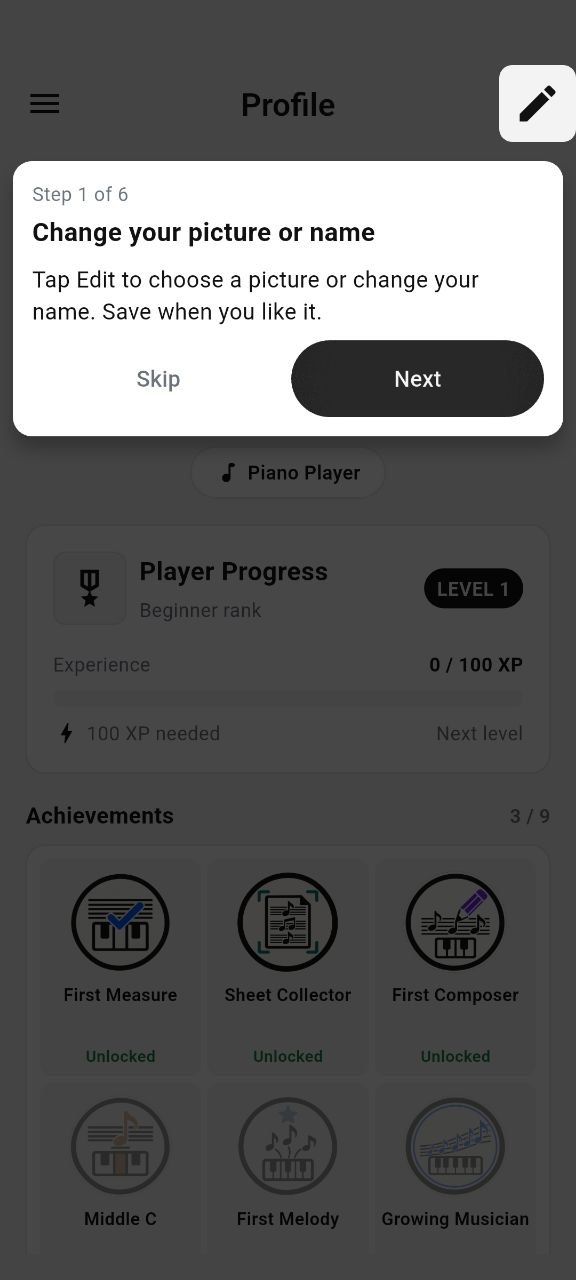 Profile
Step 1 of 6
Change your picture or name
Tap Edit to choose a picture or change your
name. Save when you like it.
Skip
Next
Piano Player
Player Progress
LEVEL 1
Beginner rank
Experience
0 / 100 XP
100 XP needed
Next level
Achievements
3 / 9
First Measure
Sheet Collector
First Composer
Unlocked
Unlocked
Unlocked
Middle C
First Melody
Growing Musician